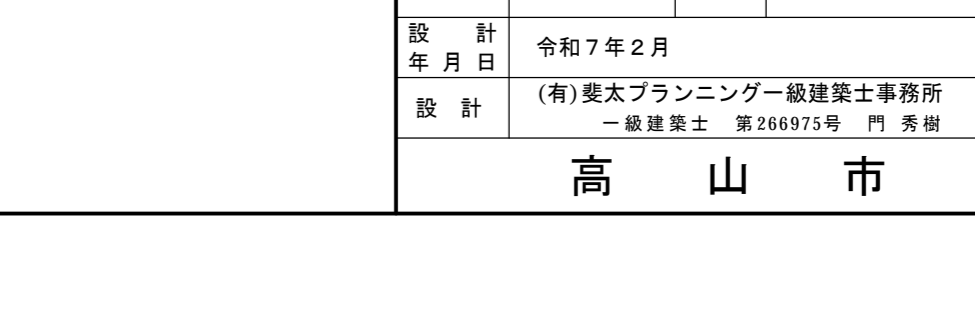 設計
年月日
令和7年2月
設計
(有)斐太プランニング一級建築士事務所
一級建築士 第266975号 門 秀樹
高山市